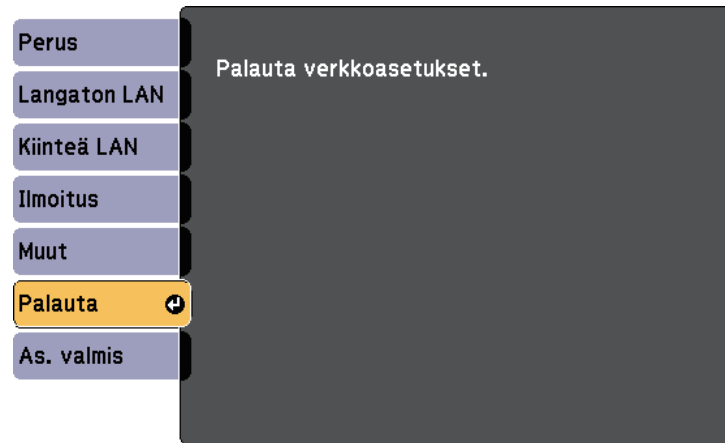 Perus
Langaton LAN
Kiinteä LAN
Ilmoitus
Muut
Palauta
As. valmis
Palauta verkkoasetukset.